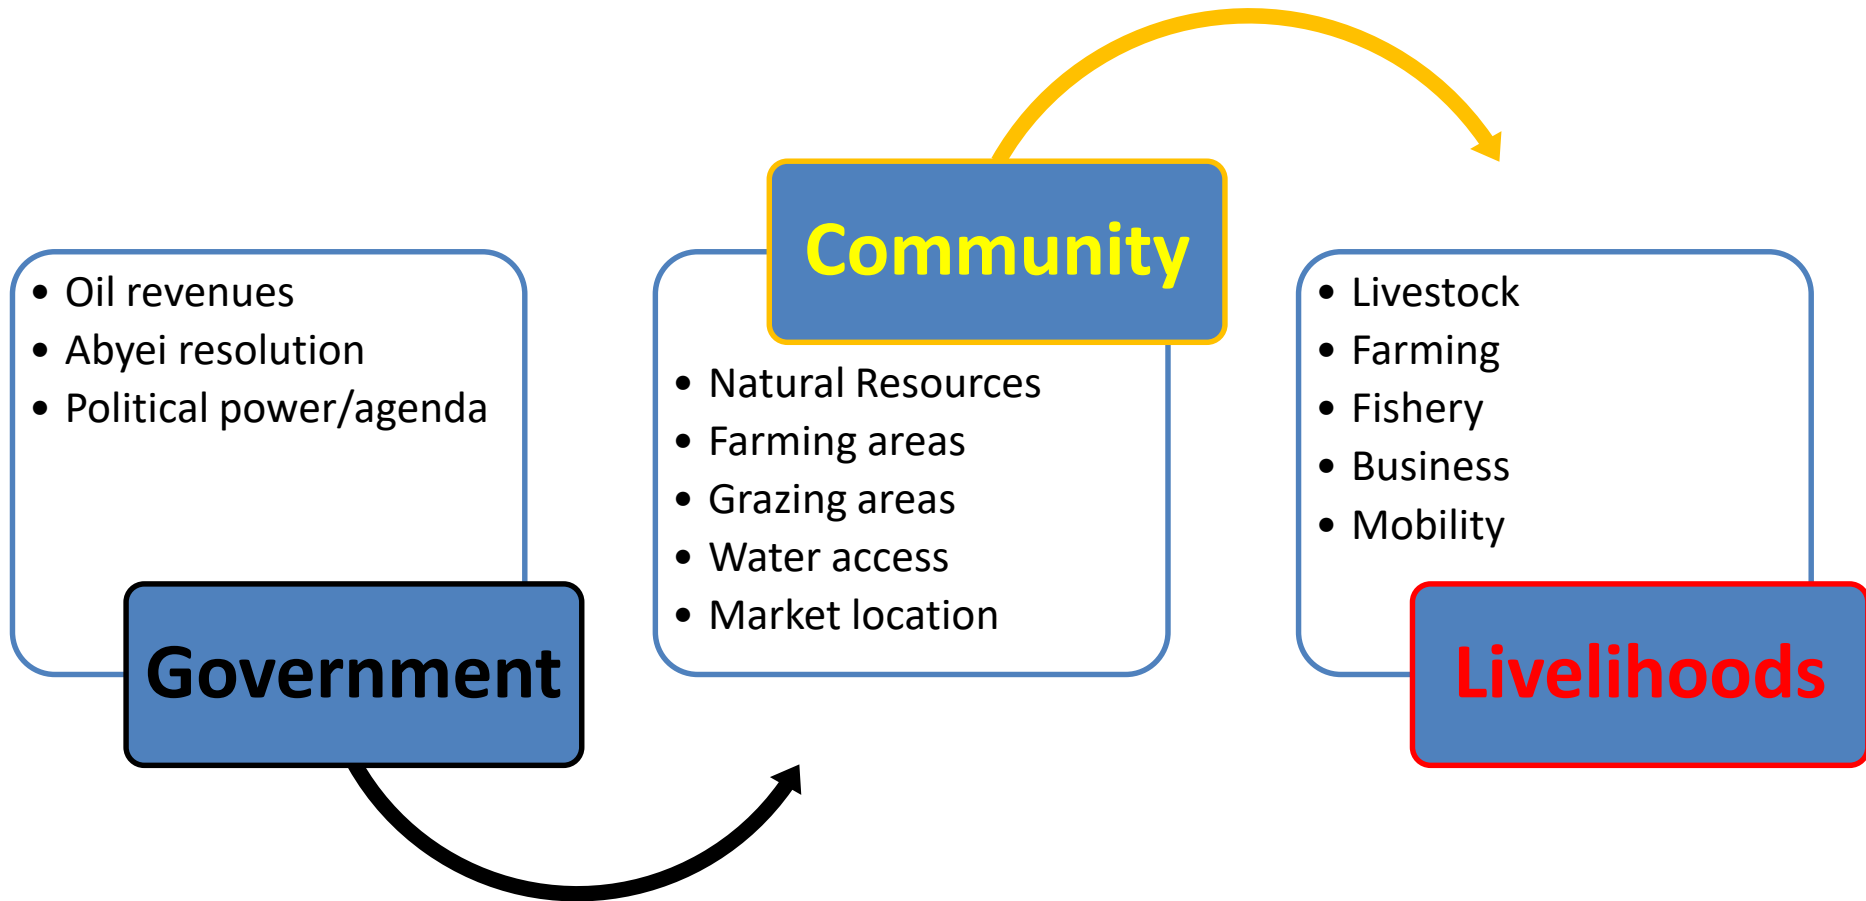 • Oil revenues
• Abyei resolution
• Political power/agenda
Government
Community
• Natural Resources
• Farming areas
• Grazing areas
• Water access
• Market location
• Livestock
• Farming
• Fishery
• Business
• Mobility
Livelihoods